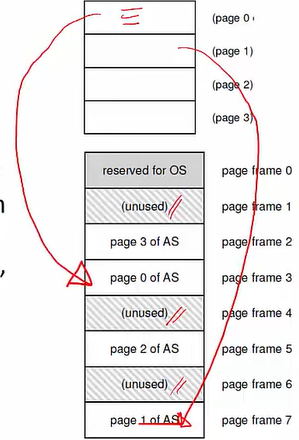 (page 0)
(page 1)
(page 2)
(page 3)
reserved for OS page frame 0
(unused) page frame 1
page 3 of AS page frame 2
page 0 of AS page frame 3
(unused) page frame 4
page 2 of AS page frame 5
(unused) page frame 6
page 1 of AS page frame 7